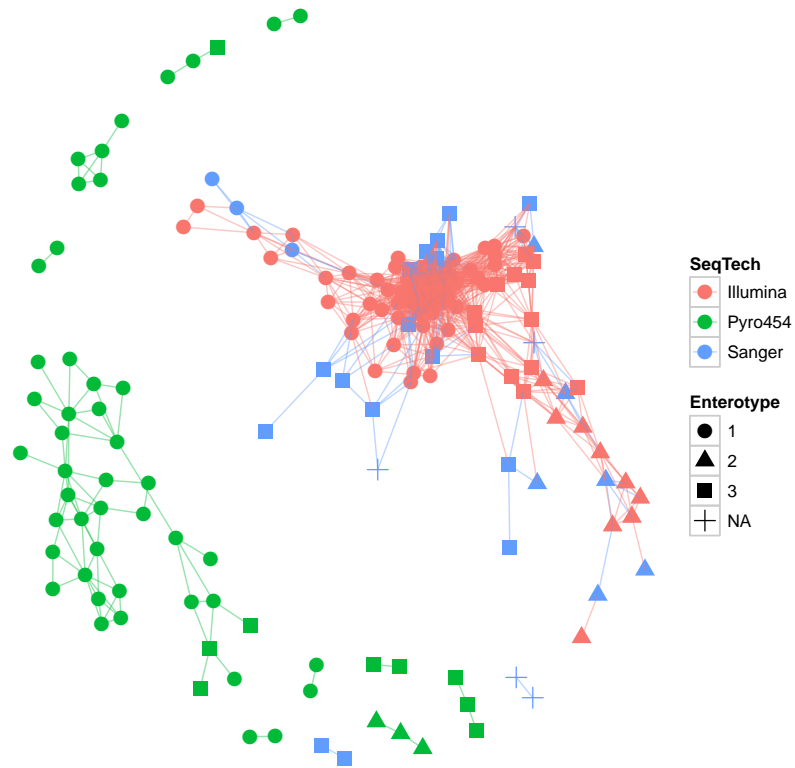 SeqTech
Illumina
Pyro454
Sanger
Enterotype
1
2
3
NA